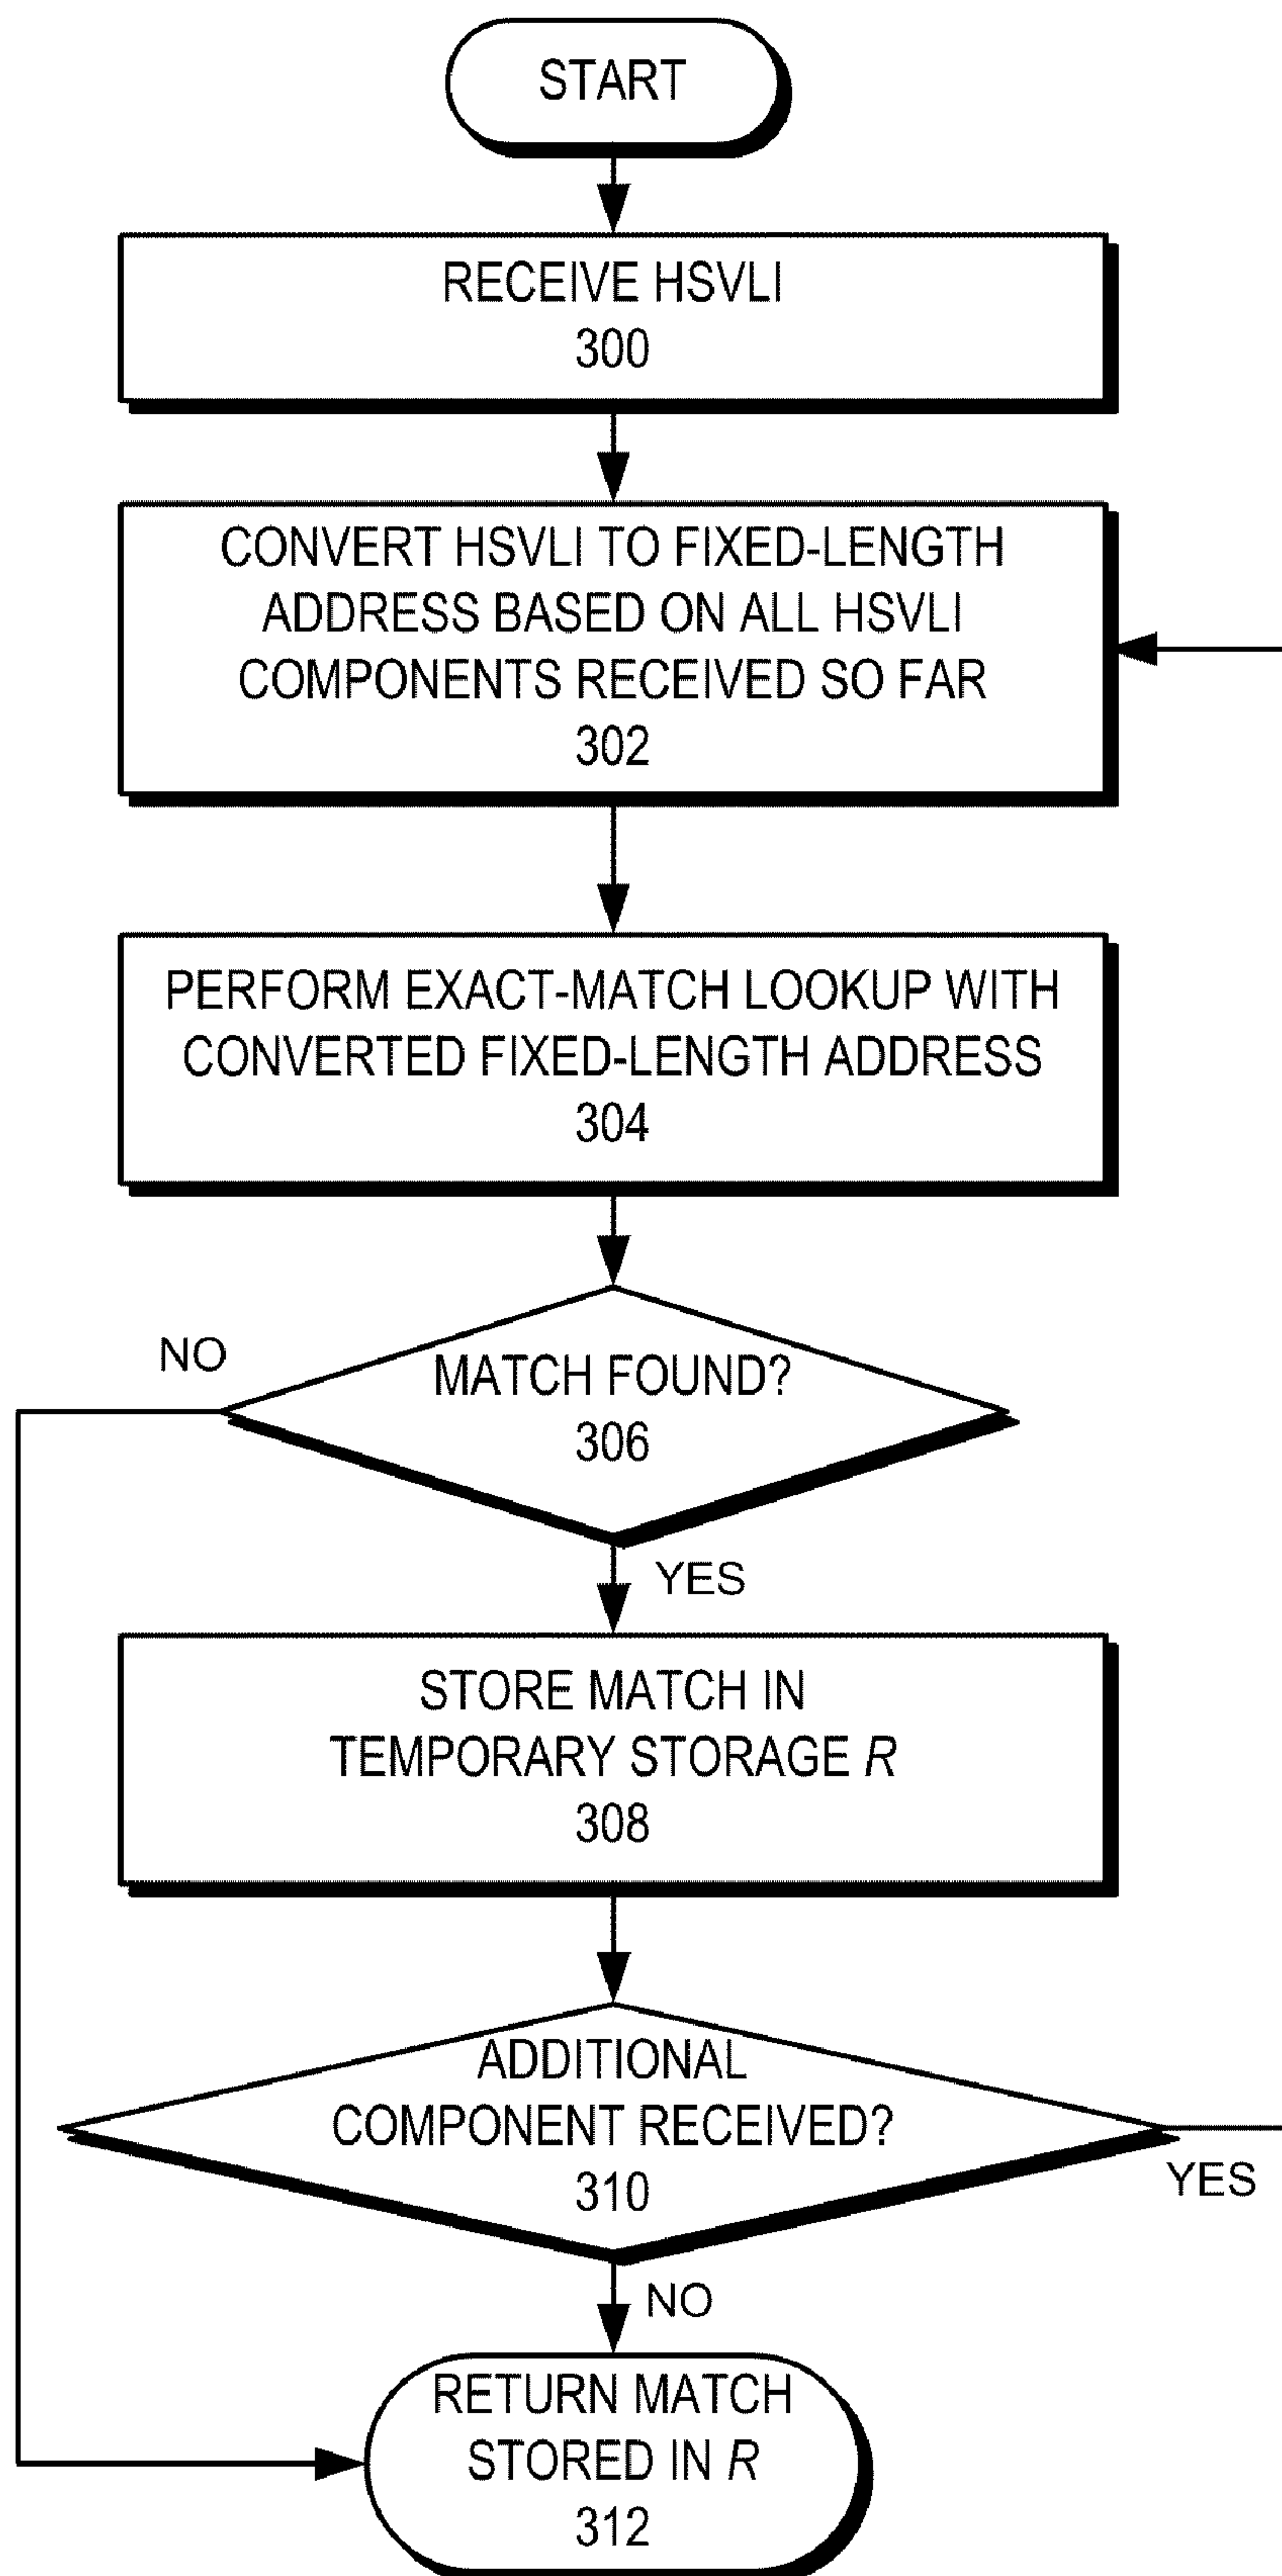 START
RECEIVE HSVLI
300
CONVERT HSVLI TO FIXED-LENGTH
ADDRESS BASED ON ALL HSVLI
COMPONENTS RECEIVED SO FAR
302
PERFORM EXACT-MATCH LOOKUP WITH
CONVERTED FIXED-LENGTH ADDRESS
304
NO
MATCH FOUND?
306
YES
STORE MATCH IN
TEMPORARY STORAGE R
308
ADDITIONAL
COMPONENT RECEIVED?
310
YES
NO
RETURN MATCH
STORED IN R
312